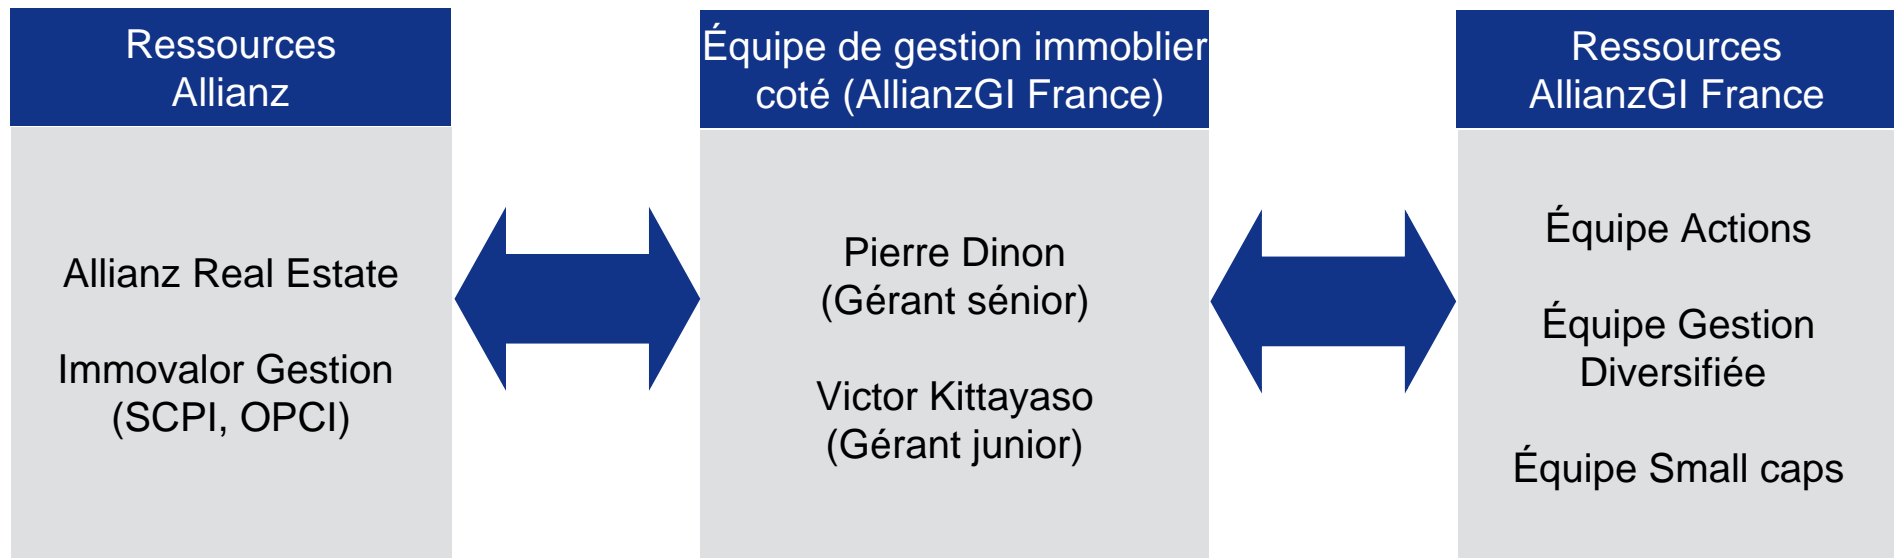 Ressources
Allianz
Allianz Real Estate
Immovalor Gestion
(SCPI, OPCI)
Équipe de gestion immoblier
coté (AllianzGI France)
Pierre Dinon
(Gérant sénior)
Victor Kittayaso
(Gérant junior)
Ressources
AllianzGI France
Équipe Actions
Équipe Gestion
Diversifiée
Équipe Small caps